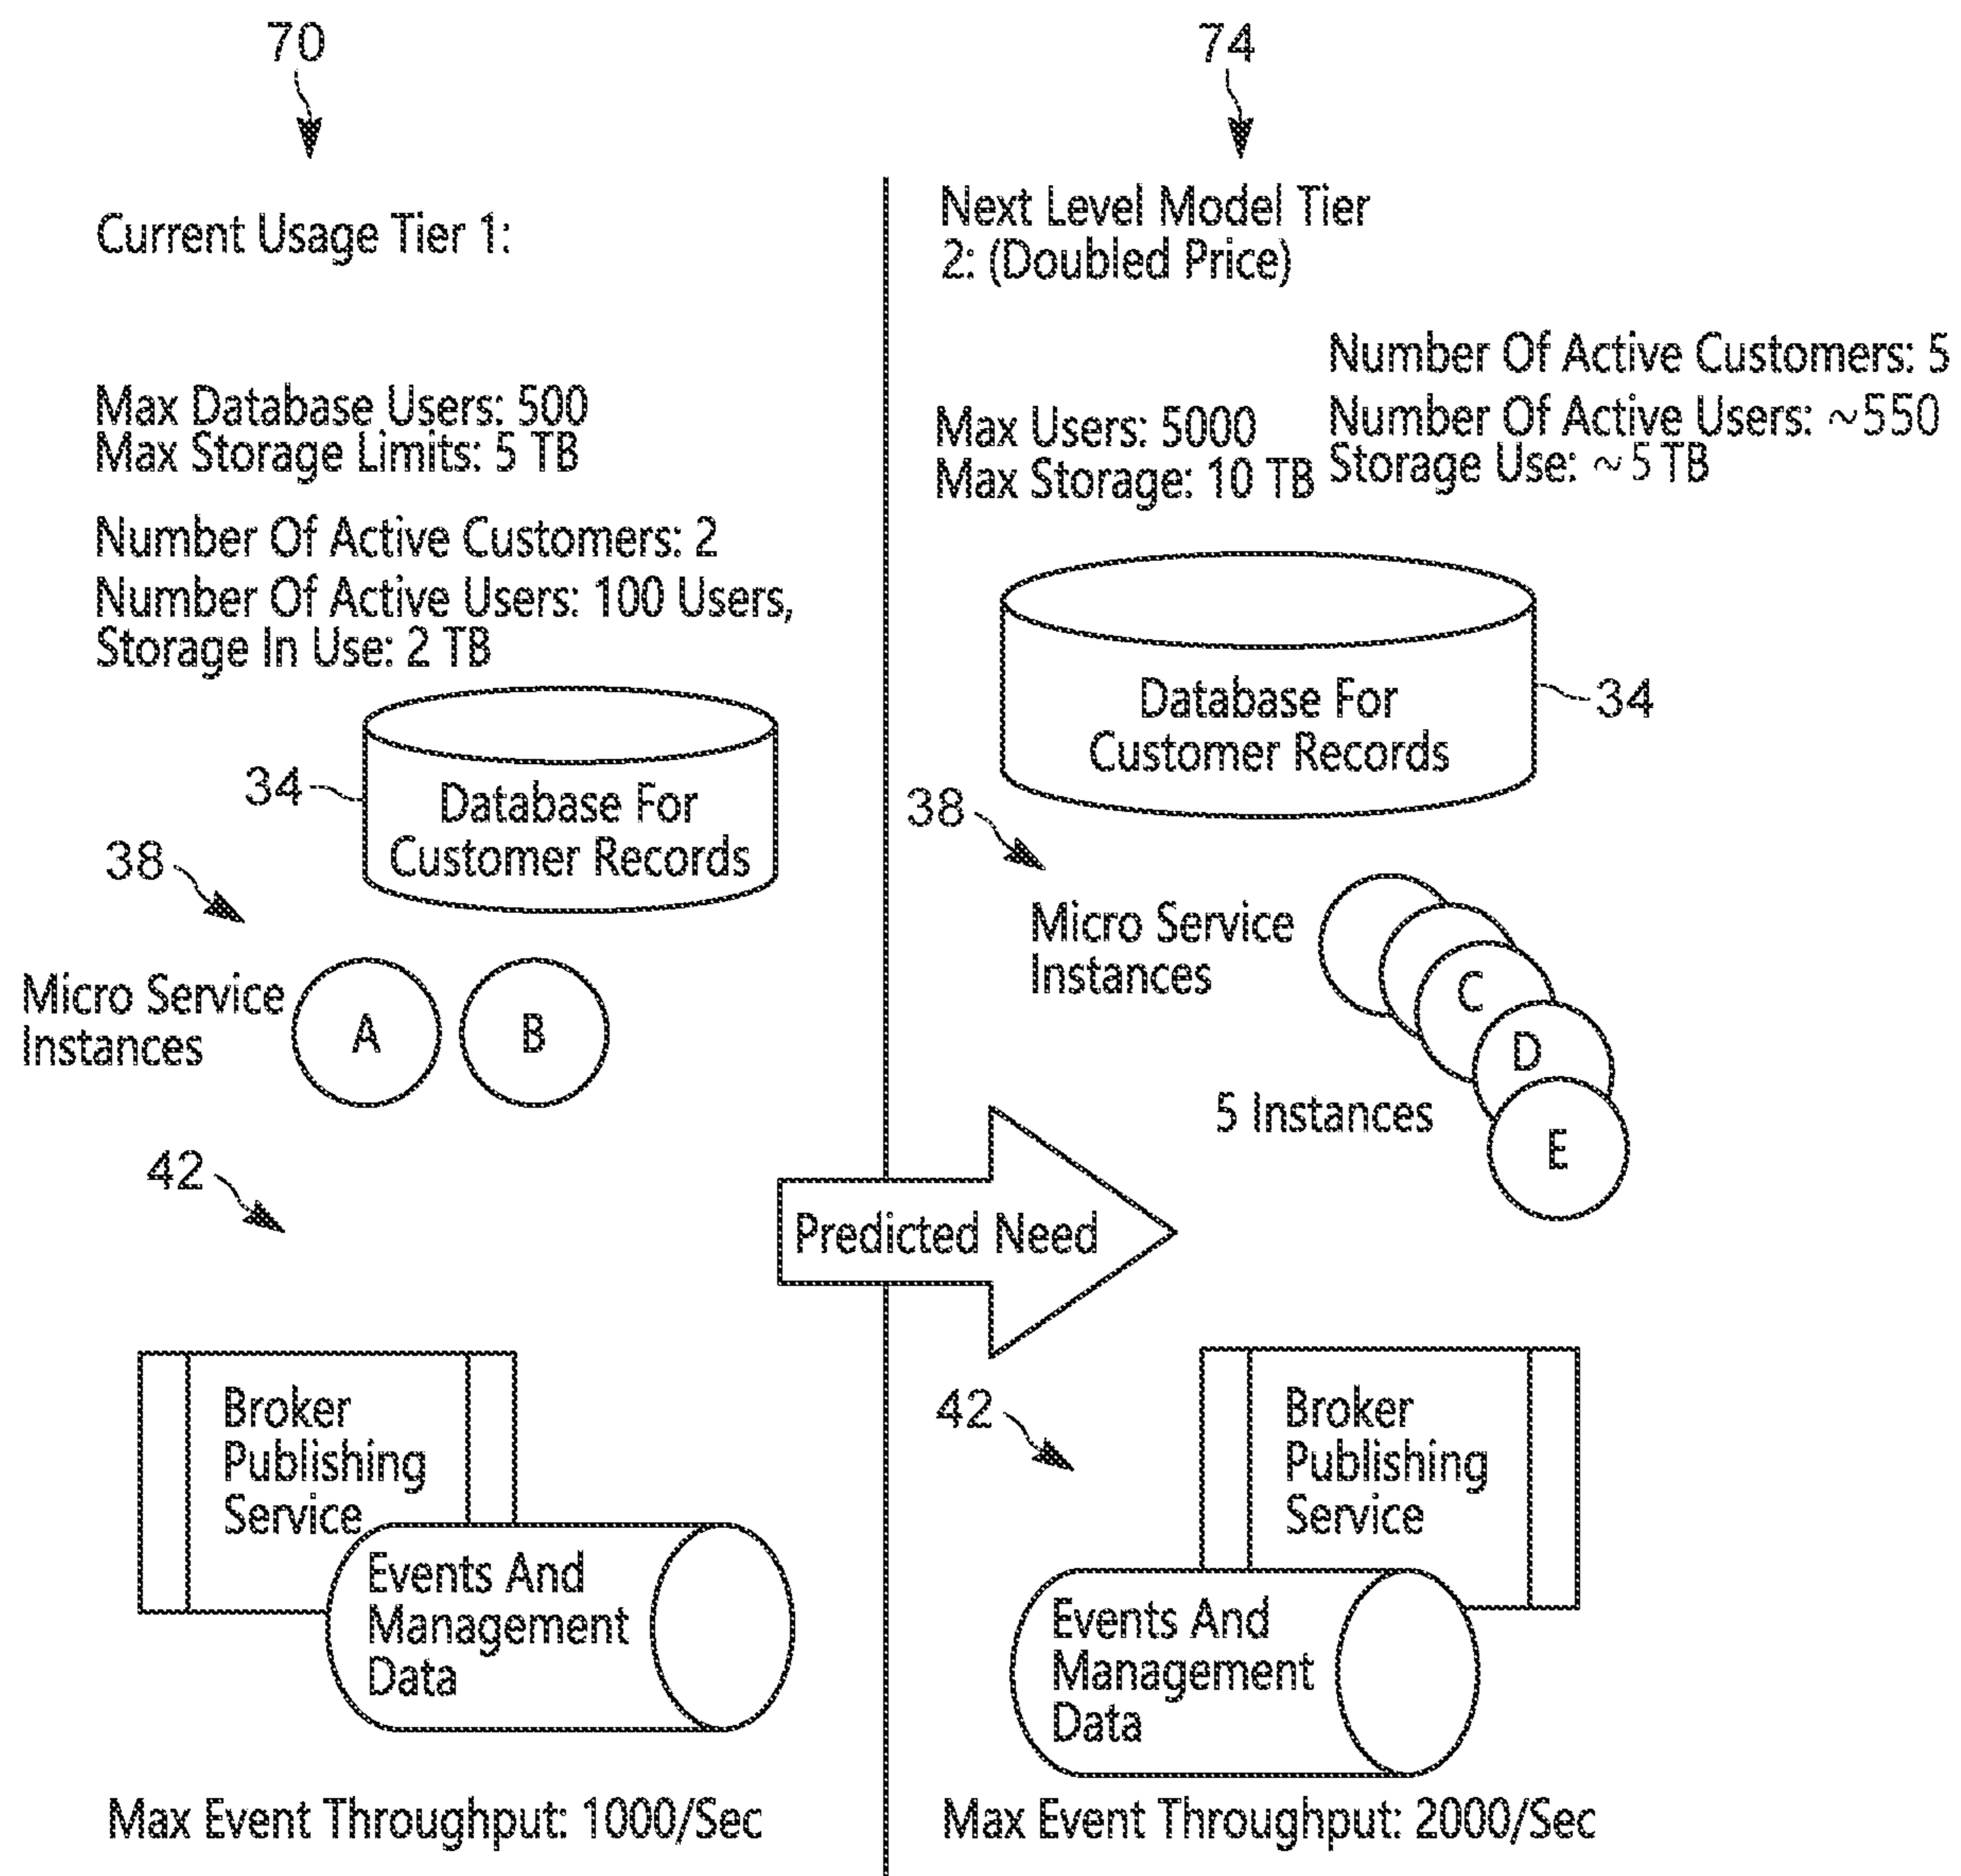 70
Current Usage Tier 1:
Max Database Users: 500
Max Storage Limits: 5 TB
Number Of Active Customers: 2
Number Of Active Users: 100 Users,
Storage In Use: 2 TB
34
Database For
Customer Records
38
Micro Service
Instances
A
B
42
Broker
Publishing
Service
Events And
Management
Data
Max Event Throughput: 1000/Sec
Predicted Need
74
Next Level Model Tier
2: (Doubled Price)
Max Users: 5000
Max Storage: 10 TB
Number Of Active Customers: 5
Number Of Active Users: ~550
Storage Use: ~5 TB
Database For
Customer Records
34
38
Micro Service
Instances
C
D
E
5 Instances
42
Broker
Publishing
Service
Events And
Management
Data
Max Event Throughput: 2000/Sec